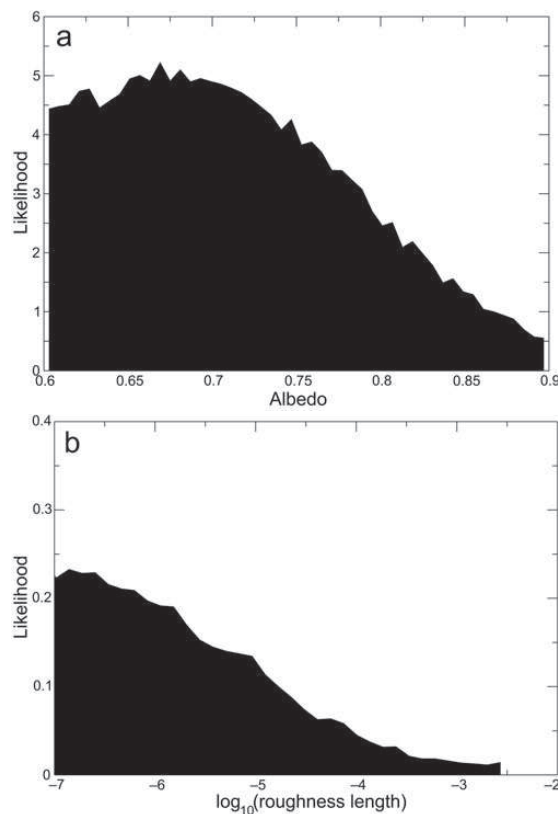 a
6
5
4
3
2
1
0
Likelihood
0.6 0.65 0.7 0.75 0.8 0.85 0.9
Albedo
b
0.4
0.3
0.2
0.1
0
Likelihood
–7 –6 –5 –4 –3 –2
log10(roughness length)